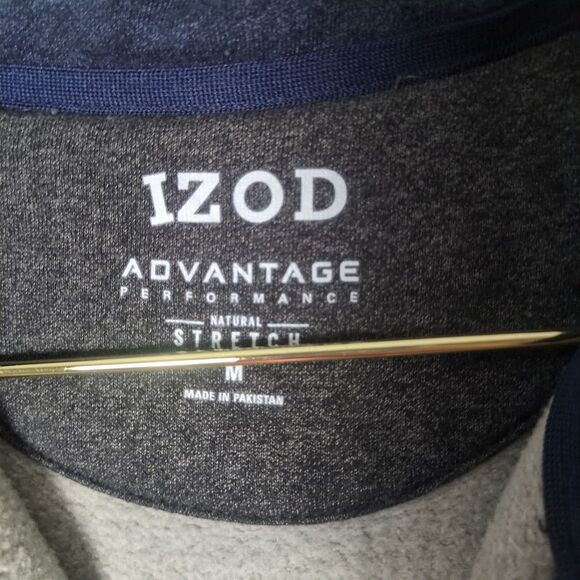 IZOD
ADVANTAGE
PERFORMANCE
NATURAL
STRETCH
M
MADE IN PAKISTAN